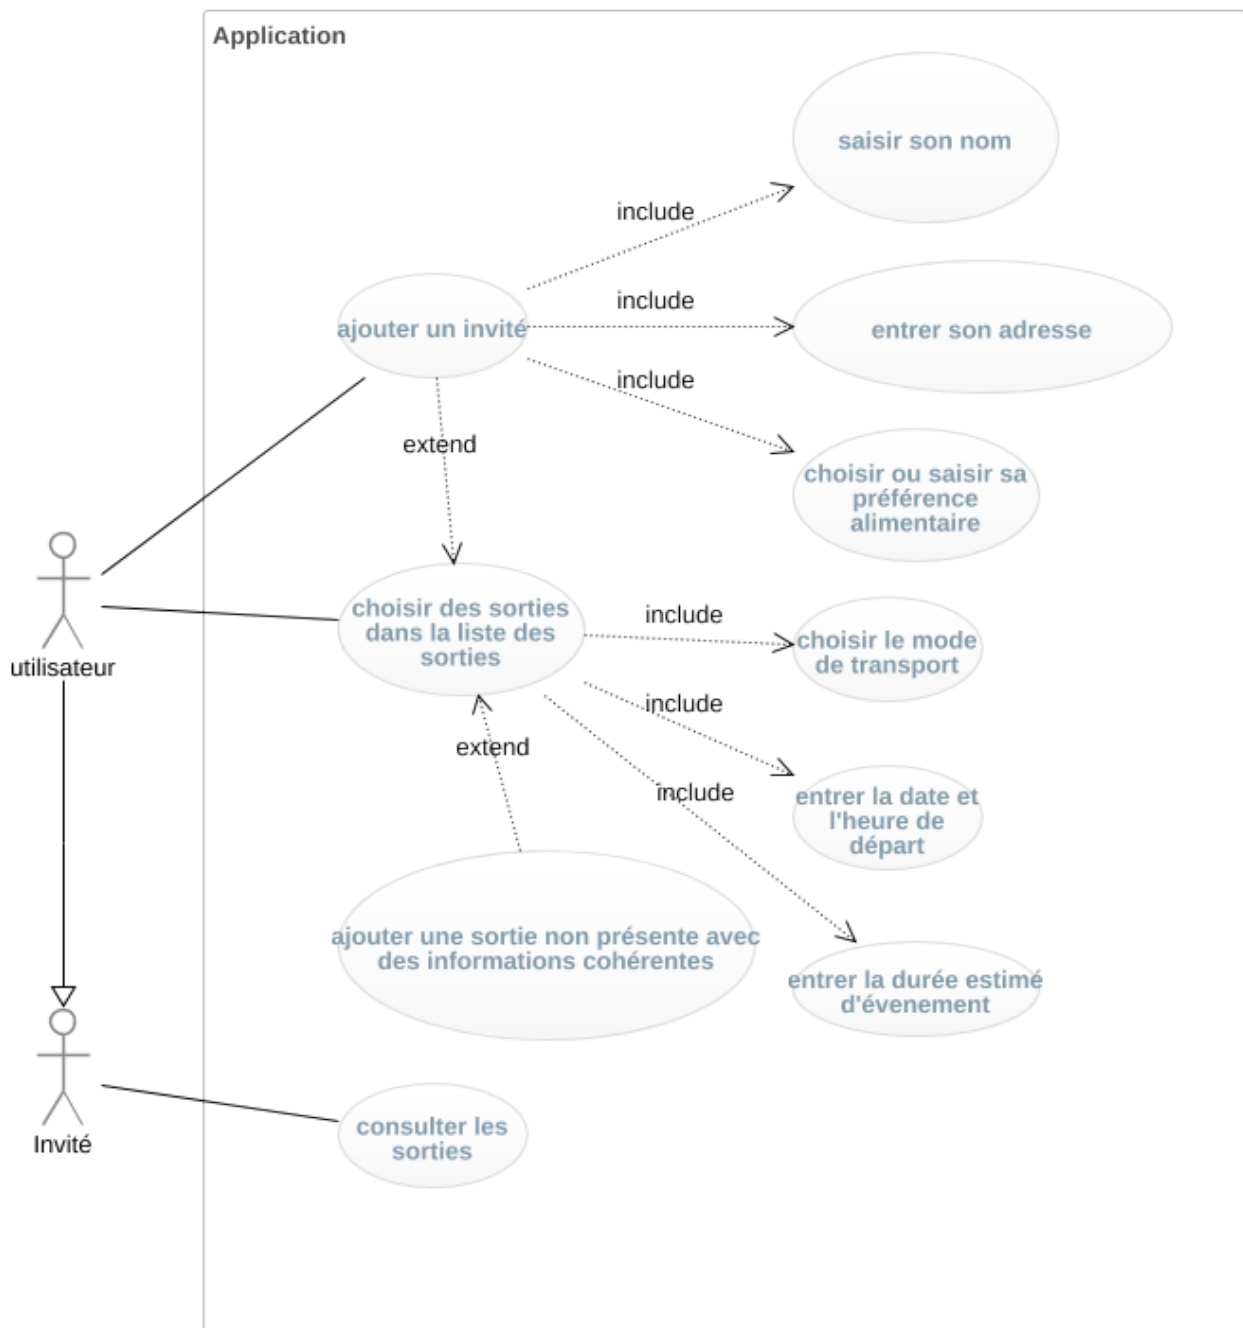 Application
saisir son nom
include
include
entrer son adresse
ajouter un invité
include
extend
choisir ou saisir sa
préférence
alimentaire
choisir des sorties
dans la liste des
sorties
include
choisir le mode
de transport
utilisateur
include
extend
include
entrer la date et
l'heure de
départ
ajouter une sortie non présente avec
des informations cohérentes
entrer la durée estimé
d'évenement
consulter les
sorties
Invité